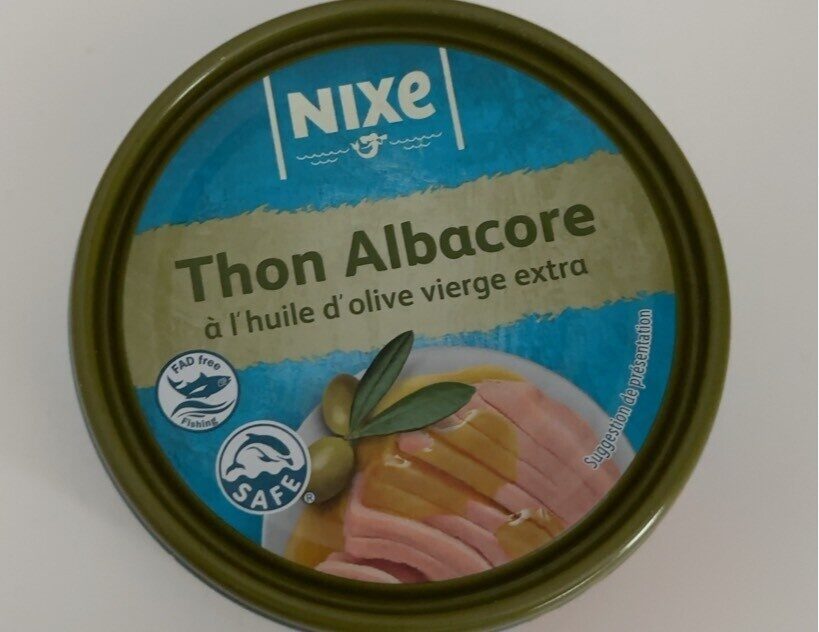 NIXe
Thon Albacore
à l'huile d'olive vierge extra
FAD free
Fishing
SAFE®
Suggestion de présentation